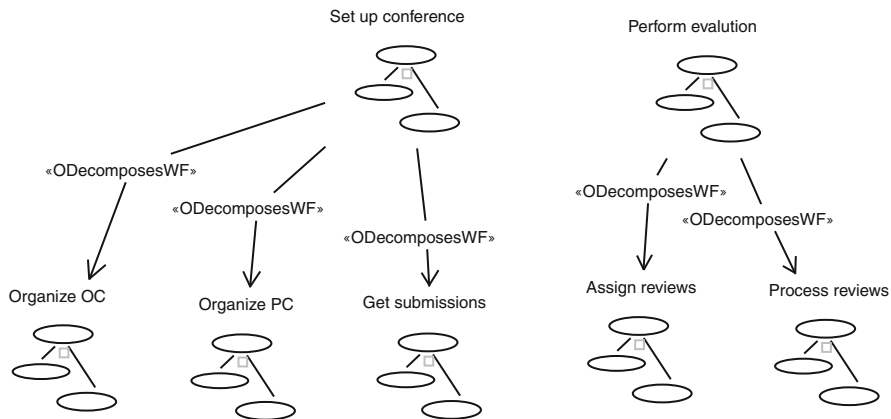 Set up conference
Perform evalution
«ODecomposesWF»
«ODecomposesWF»
«ODecomposesWF»
«ODecomposesWF»
«ODecomposesWF»
Organize OC
Organize PC
Get submissions
Assign reviews
Process reviews